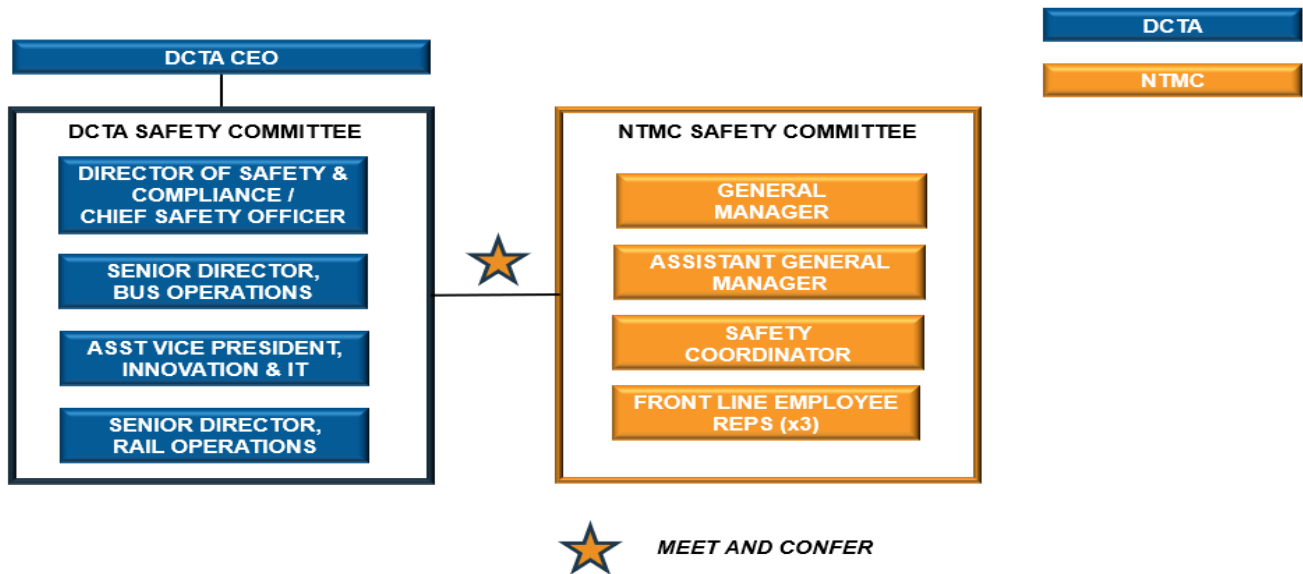 DCTA
DCTA CEO
NTMC
DCTA SAFETY COMMITTEE
DIRECTOR OF SAFETY &
COMPLIANCE /
CHIEF SAFETY OFFICER
SENIOR DIRECTOR,
BUS OPERATIONS
ASST VICE PRESIDENT,
INNOVATION & IT
SENIOR DIRECTOR,
RAIL OPERATIONS
NTMC SAFETY COMMITTEE
GENERAL
MANAGER
ASSISTANT GENERAL
MANAGER
SAFETY
COORDINATOR
FRONT LINE EMPLOYEE
REPS (x3)
MEET AND CONFER